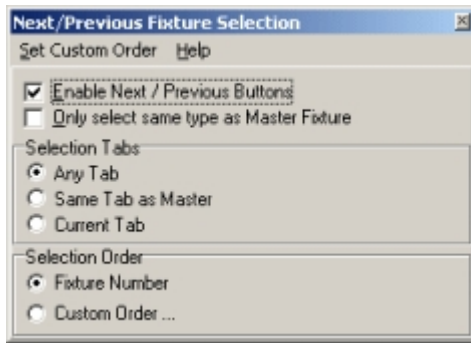 Next/Previous Fixture Selection
Set Custom Order Help
Enable Next / Previous Buttons
Only select same type as Master Fixture
Selection Tabs
Any Tab
Same Tab as Master
Current Tab
Selection Order
Fixture Number
Custom Order ...